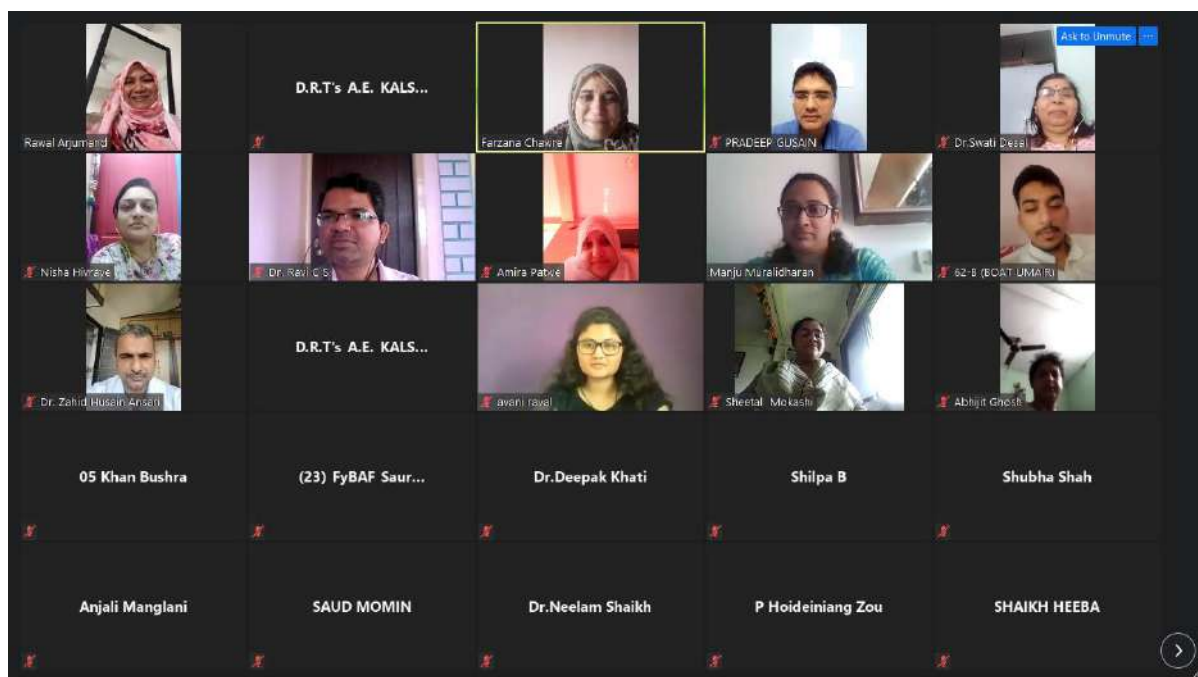 Ask to Unmute ...
Rawal Arjumand
D.R.T's A.E. KALS...
Farzana Chawre
PRADEEP GUSAIN
Dr.Swati Desai
Nisha Hivraye
Dr. Ravi C S
Amira Patwe
Manju Muralidharan
62-B (BOAT UMAIR)
Dr. Zahid Husain Ansari
D.R.T's A.E. KALS...
avani raval
Sheetal Mokashi
Abhijit Ghosh
05 Khan Bushra
(23) FyBAF Saur...
Dr.Deepak Khati
Shilpa B
Shubha Shah
Anjali Manglani
SAUD MOMIN
Dr.Neelam Shaikh
P Hoideiniang Zou
SHAIKH HEEBA